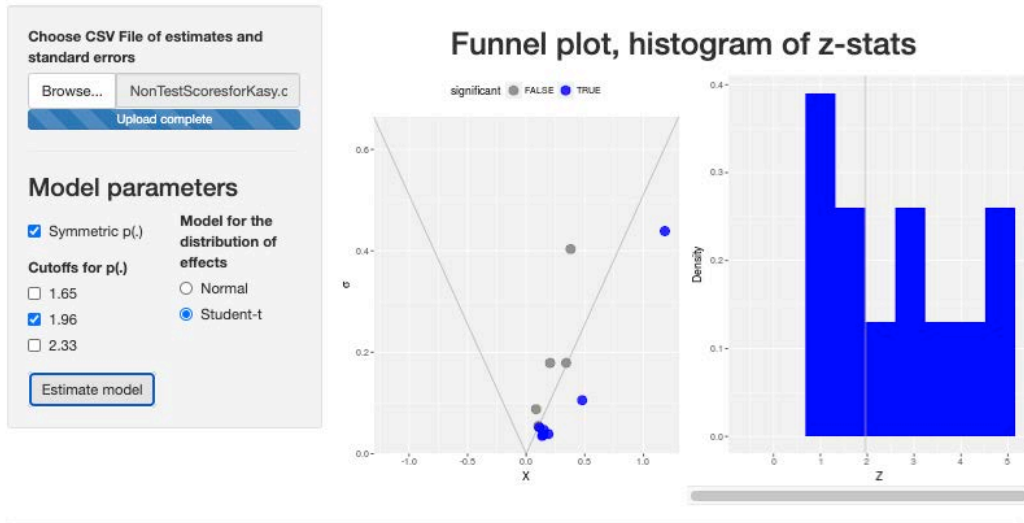 Choose CSV File of estimates and
standard errors
Browse... NonTestScoresforKasy.c
Upload complete
Model parameters
Symmetric p(.)
Cutoffs for p(.)
1.65
1.96
2.33
Model for the
distribution of
effects
Normal
Student-t
Estimate model
Funnel plot, histogram of z-stats
significant FALSE TRUE
0.6
0.4
σ
0.2
0.0
-1.0 -0.5 0.0 0.5 1.0
X
0.4
0.3
Density
0.2
0.1
0.0
0 1 2 3 4 5
Z